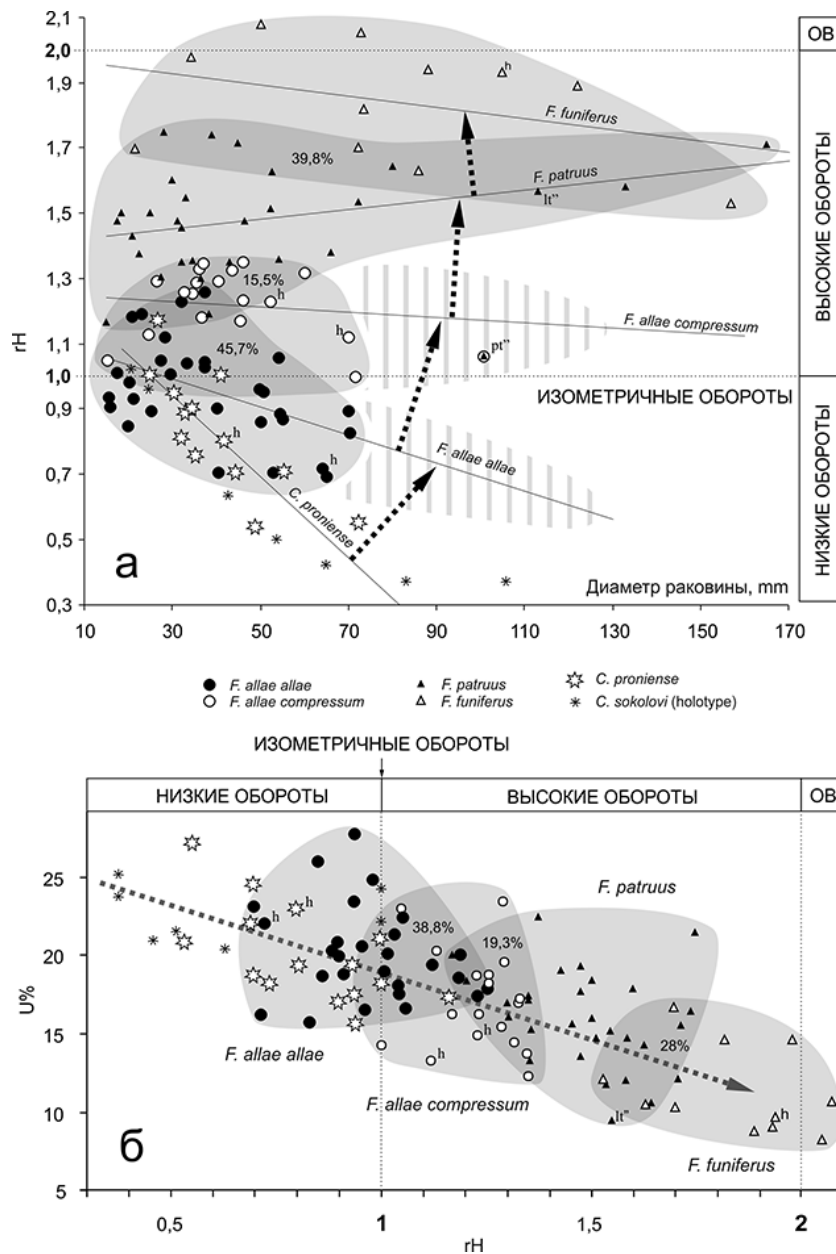 2,1
2,0
1,9
1,7
1,5
1,3
1,1
1,0
0,9
0,7
0,5
0,3
rH
а
10 30 50 70 90 110 130 150 170
Диаметр раковины, mm
ОВ
ВЫСОКИЕ ОБОРОТЫ
НИЗКИЕ ОБОРОТЫ
ИЗОМЕТРИЧНЫЕ ОБОРОТЫ
h
F. funiferus
39,8%
F. patruus
lt"
15,5%
h
F. allae compressum
h
pt"
45,7%
h
F. allae allae
h
C. proniense
F. allae allae
F. allae compressum
F. patruus
F. funiferus
C. proniense
C. sokolovi (holotype)
ИЗОМЕТРИЧНЫЕ ОБОРОТЫ
НИЗКИЕ ОБОРОТЫ
ВЫСОКИЕ ОБОРОТЫ
ОВ
25
20
15
10
5
U%
б
h
h
38,8%
19,3%
F. patruus
h
28%
F. allae allae
F. allae compressum
lt"
h
F. funiferus
0,5 1 1,5 2
rH